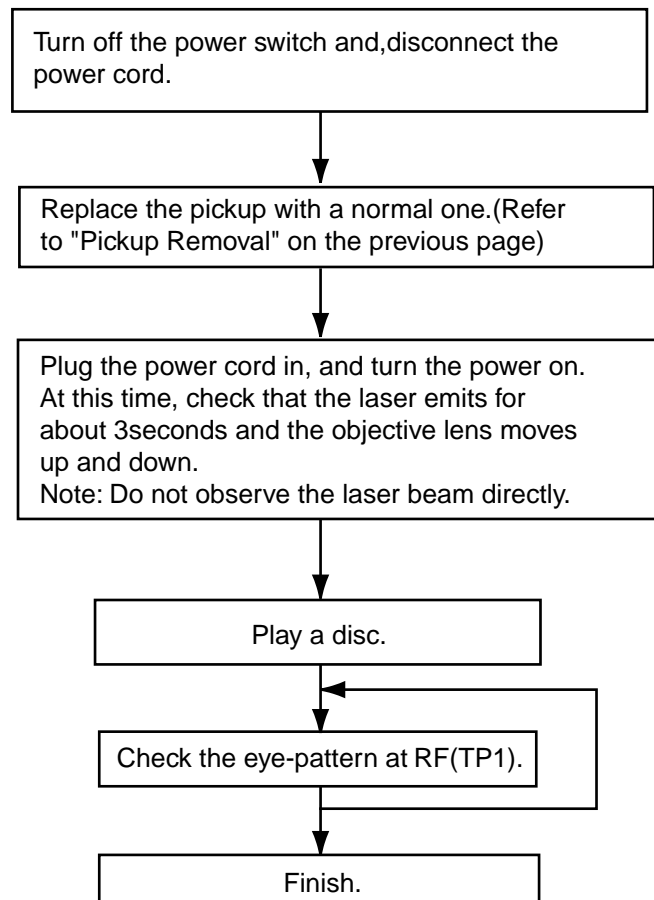 Turn off the power switch and,disconnect the
power cord.
Replace the pickup with a normal one.(Refer
to "Pickup Removal" on the previous page)
Plug the power cord in, and turn the power on.
At this time, check that the laser emits for
about 3seconds and the objective lens moves
up and down.
Note: Do not observe the laser beam directly.
Play a disc.
Check the eye-pattern at RF(TP1).
Finish.